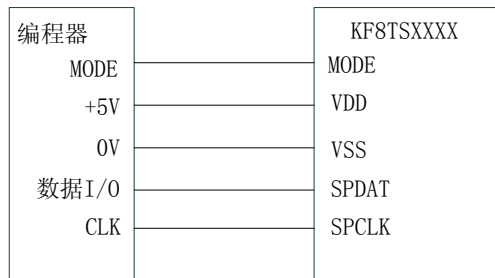 编程器
MODE
+5V
0V
数据I/O
CLK
KF8TSXXXX
MODE
VDD
VSS
SPDAT
SPCLK